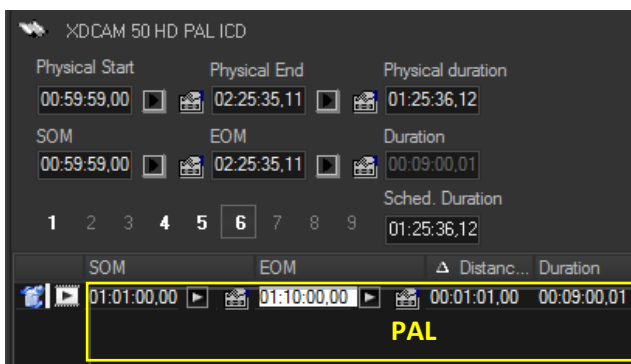 XDCAM 50 HD PAL ICD
Physical Start Physical End Physical duration
00:59:59,00 02:25:35,11 01:25:36,12
SOM EOM Duration
00:59:59,00 02:25:35,11 00:09:00,01
Sched. Duration
1 2 3 4 5 6 7 8 9 01:25:36,12
SOM EOM Δ Distanc... Duration
01:01:00,00 01:10:00,00 00:01:01,00 00:09:00,01
PAL